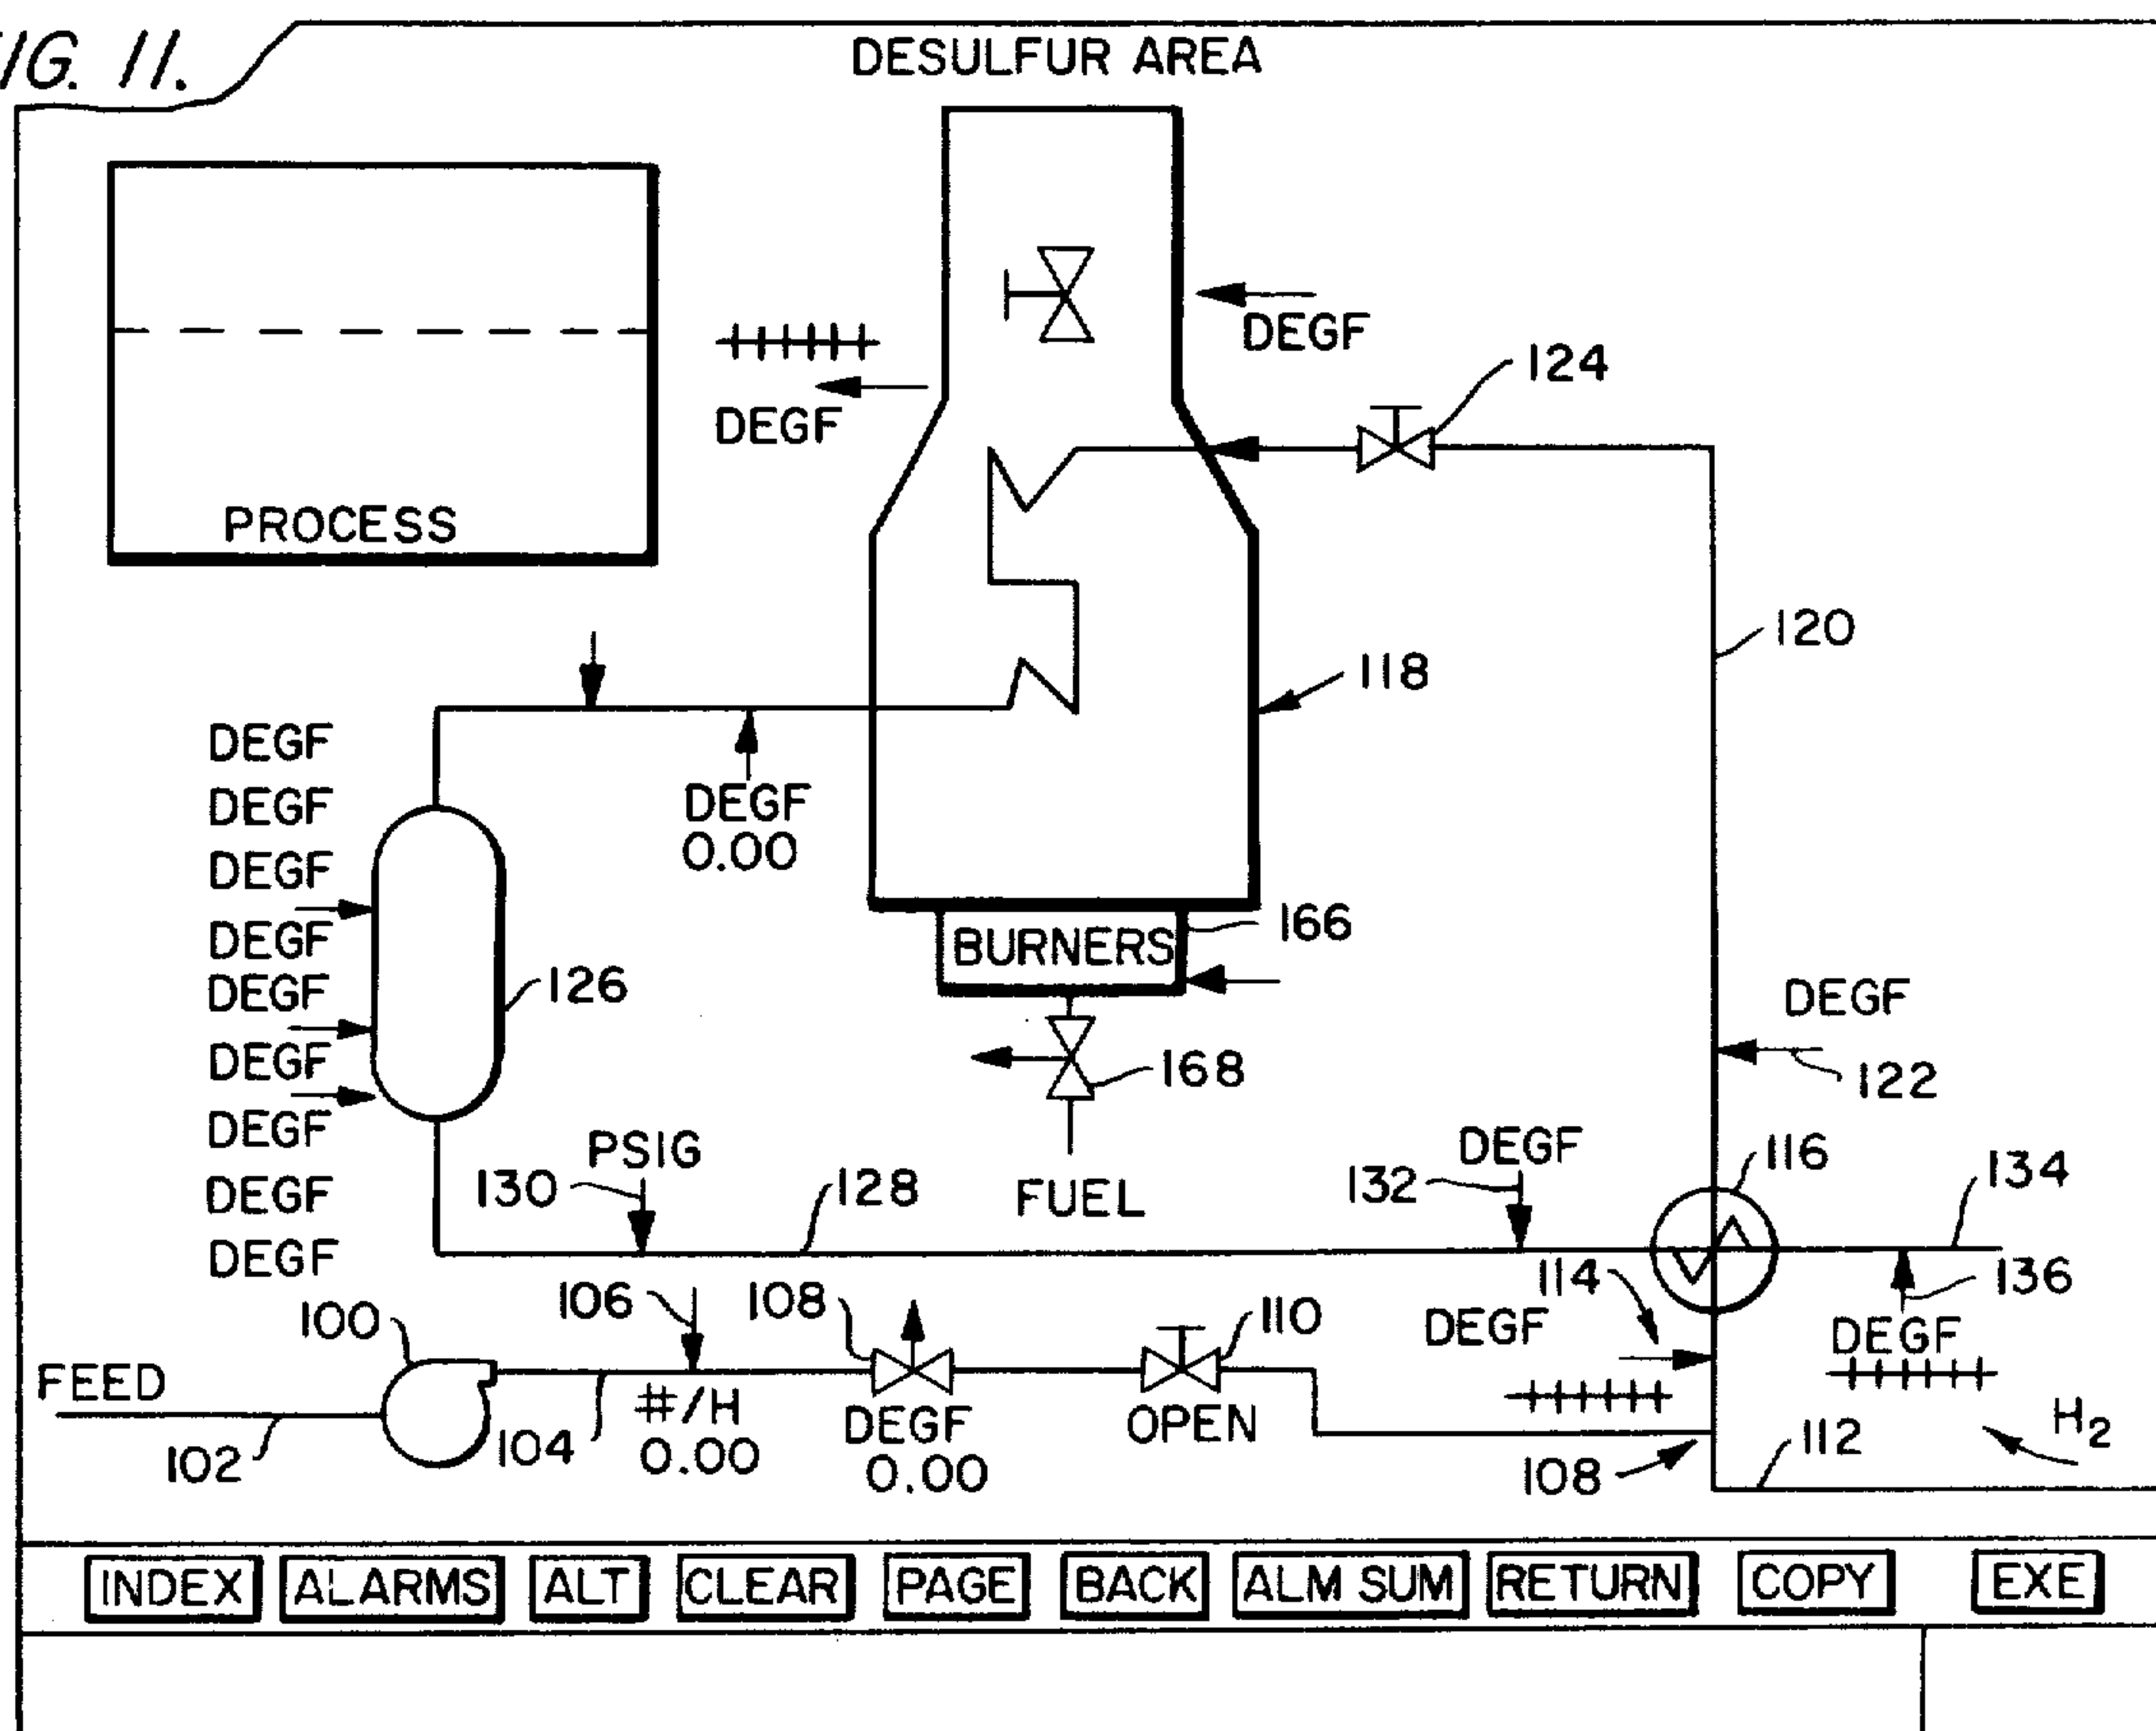 FIG. 11.
DESULFUR AREA
PROCESS
DEGF
DEGF
124
120
118
DEGF
DEGF
DEGF
DEGF
DEGF
DEGF
DEGF
DEGF
DEGF
DEGF
0.00
126
BURNERS
166
168
FUEL
DEGF
122
PSIG
130
128
DEGF
132
116
134
114
DEGF
136
DEGF
H2
112
FEED
102
100
104
106
#/H
0.00
108
DEGF
0.00
110
OPEN
108
INDEX ALARMS ALT CLEAR PAGE BACK ALM SUM RETURN COPY EXE